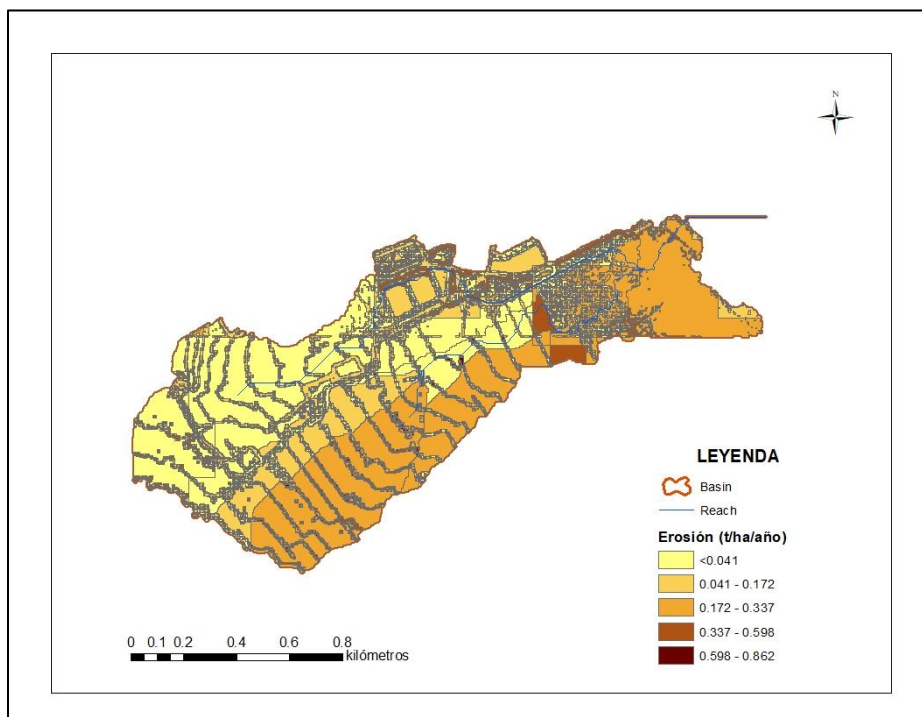 N
LEYENDA
Basin
Reach
Erosión (t/ha/año)
<0.041
0.041 - 0.172
0.172 - 0.337
0.337 - 0.598
0.598 - 0.862
0 0.1 0.2 0.4 0.6 0.8
kilómetros